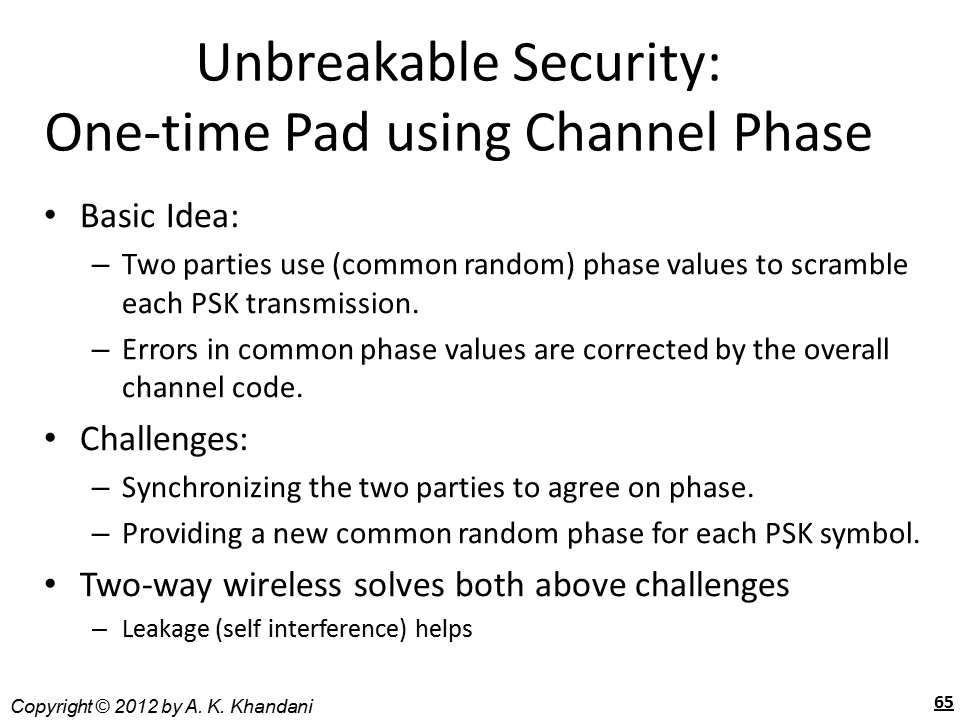 Unbreakable Security:
One-time Pad using Channel Phase
• Basic Idea:
– Two parties use (common random) phase values to scramble
each PSK transmission.
– Errors in common phase values are corrected by the overall
channel code.
• Challenges:
– Synchronizing the two parties to agree on phase.
– Providing a new common random phase for each PSK symbol.
• Two-way wireless solves both above challenges
– Leakage (self interference) helps
Copyright © 2012 by A. K. Khandani
65